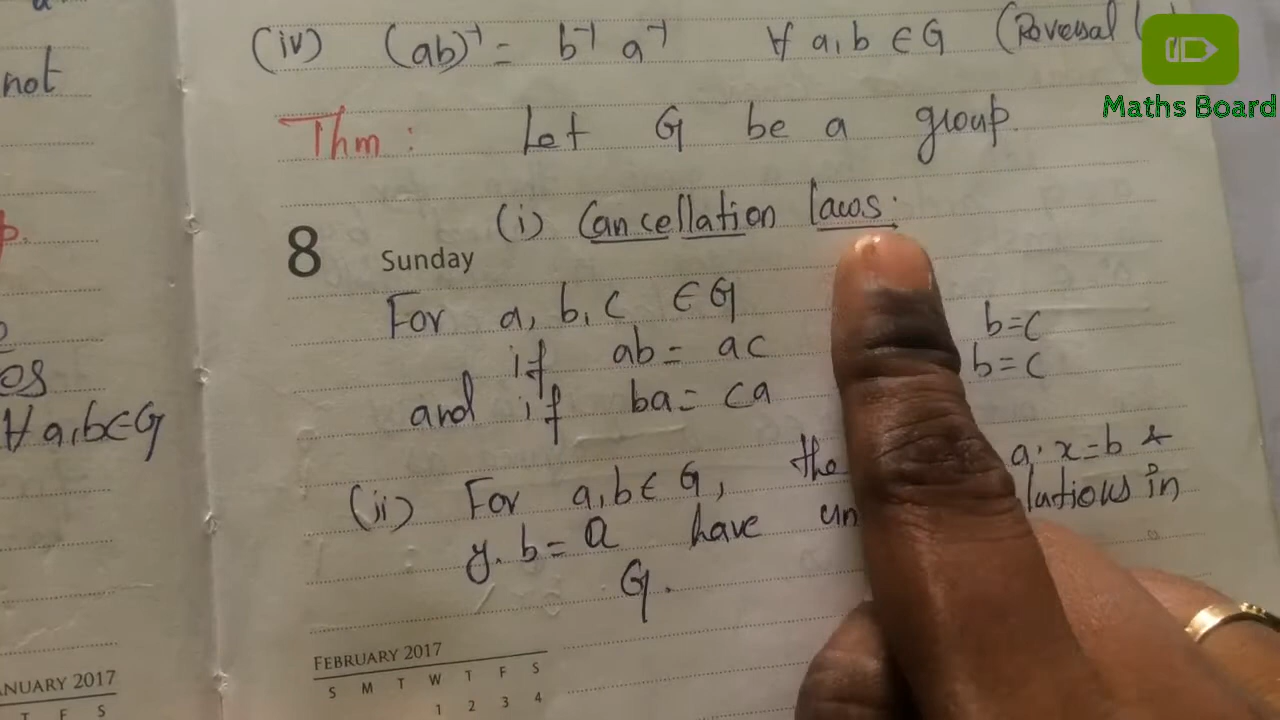 not
(iv) (ab)⁻¹ = b⁻¹ a⁻¹ ∀ a, b ∈ G (Reversal
Maths Board
Thm: Let G be a group.
(i) Cancellation laws:
8 Sunday
For a, b, c ∈ G
if ab = ac b = c
and if ba = ca b = c
∀ a, b ∈ G
(ii) For a, b ∈ G, the a · x = b &
y · b = a have un lutions in
G.
FEBRUARY 2017
S M T W T F S
1 2 3 4
ANUARY 2017
T F S